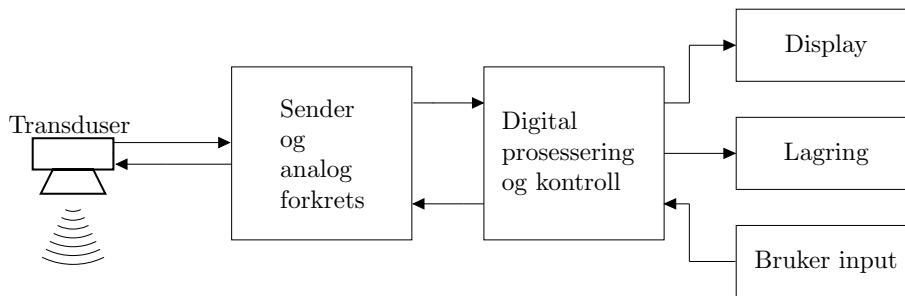 Transduser
Sender
og
analog
forkrets
Digital
prosessering
og kontroll
Display
Lagring
Bruker input